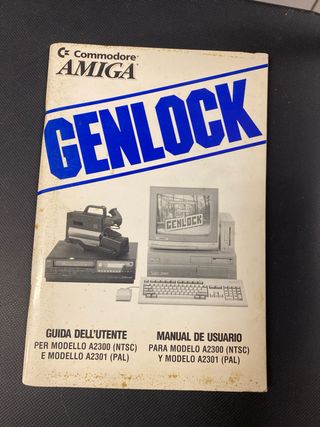 Commodore
AMIGA
GENLOCK
GENLOCK
GUIDA DELL'UTENTE
PER MODELLO A2300 (NTSC)
E MODELLO A2301 (PAL)
MANUAL DE USUARIO
PARA MODELO A2300 (NTSC)
Y MODELO A2301 (PAL)